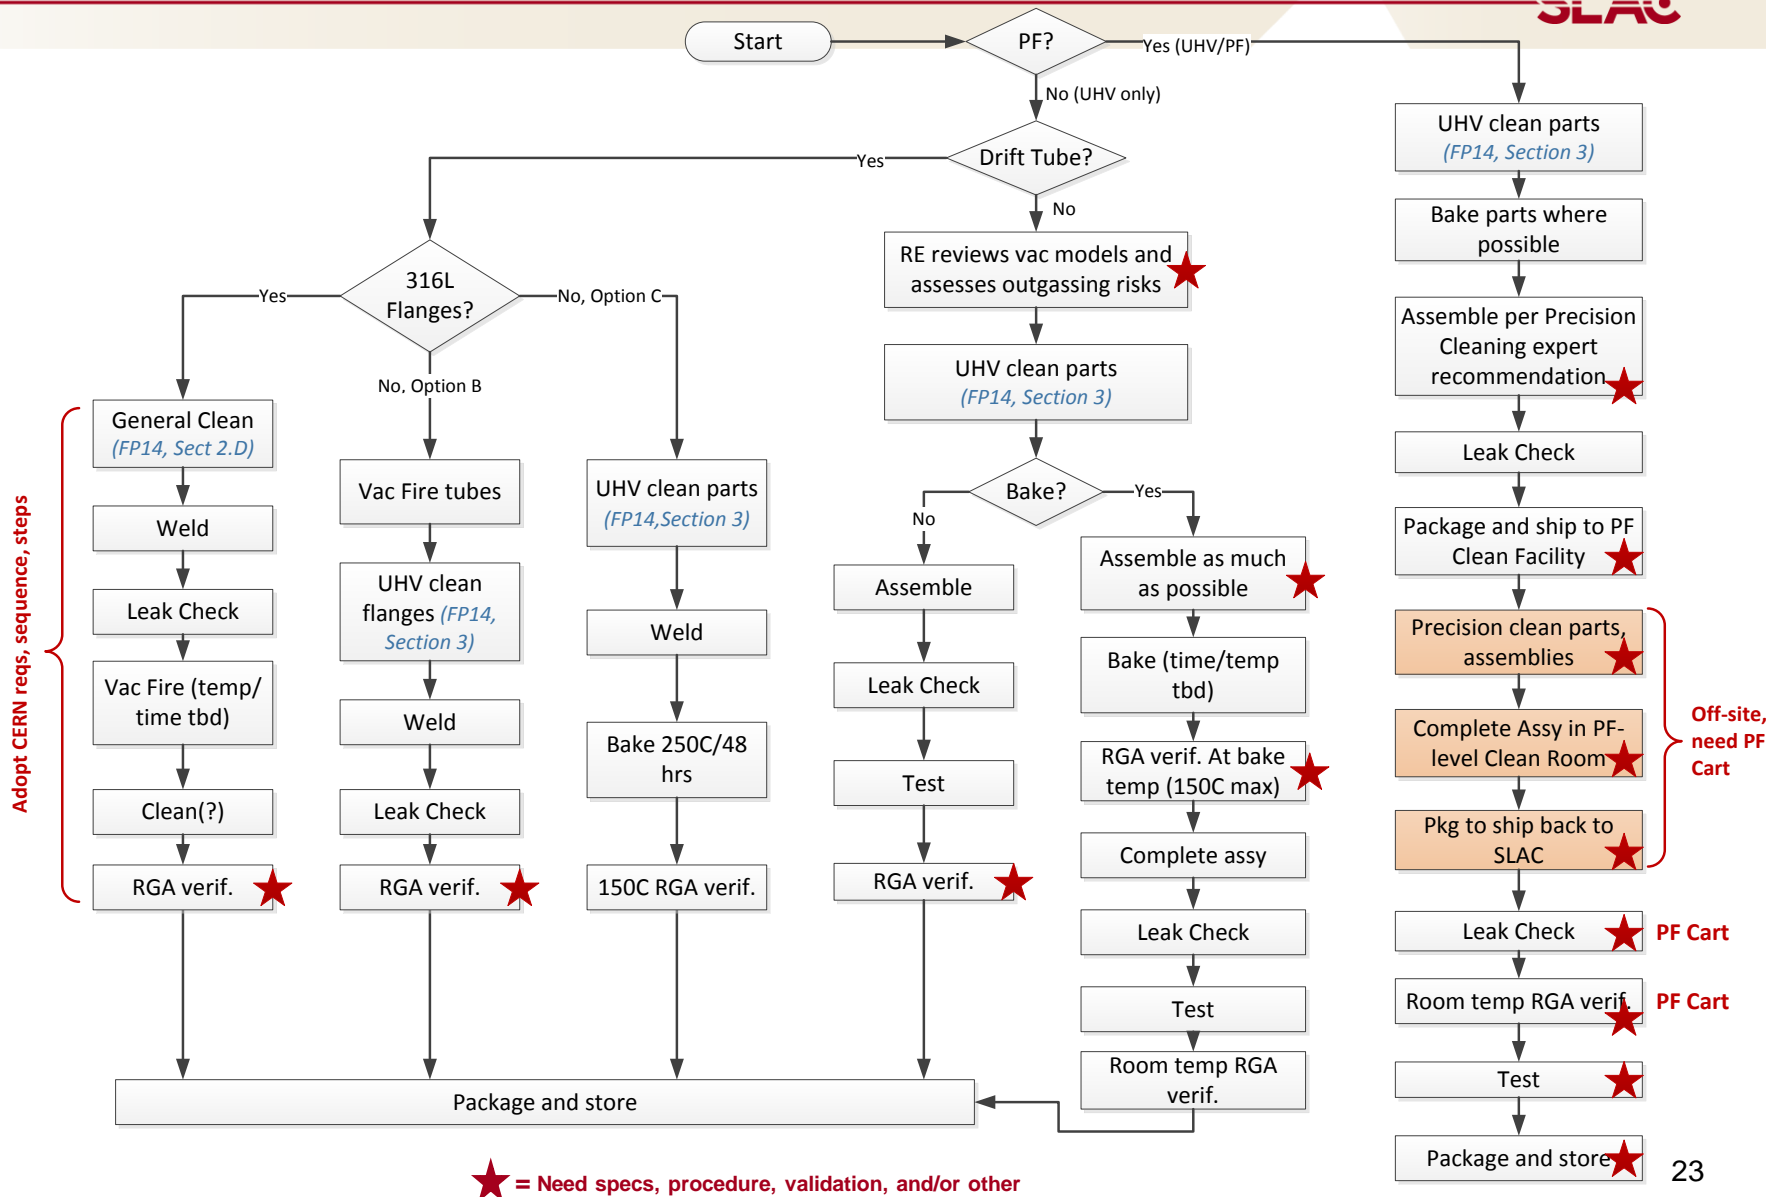 SLAC
Start
PF?
Yes (UHV/PF)
No (UHV only)
Drift Tube?
Yes
No
316L
Flanges?
Yes
No, Option B
No, Option C
General Clean
(FP14, Sect 2.D)
Weld
Leak Check
Vac Fire (temp/
time tbd)
Clean(?)
RGA verif.
Adopt CERN reqs, sequence, steps
Vac Fire tubes
UHV clean
flanges (FP14,
Section 3)
Weld
Leak Check
RGA verif.
UHV clean parts
(FP14,Section 3)
Weld
Bake 250C/48
hrs
150C RGA verif.
RE reviews vac models and
assesses outgassing risks
UHV clean parts
(FP14, Section 3)
Bake?
No
Yes
Assemble
Leak Check
Test
RGA verif.
Assemble as much
as possible
Bake (time/temp
tbd)
RGA verif. At bake
temp (150C max)
Complete assy
Leak Check
Test
Room temp RGA
verif.
Package and store
UHV clean parts
(FP14, Section 3)
Bake parts where
possible
Assemble per Precision
Cleaning expert
recommendation
Leak Check
Package and ship to PF
Clean Facility
Precision clean parts,
assemblies
Complete Assy in PF-
level Clean Room
Pkg to ship back to
SLAC
Off-site,
need PF
Cart
Leak Check
PF Cart
Room temp RGA verif.
PF Cart
Test
Package and store
= Need specs, procedure, validation, and/or other
23